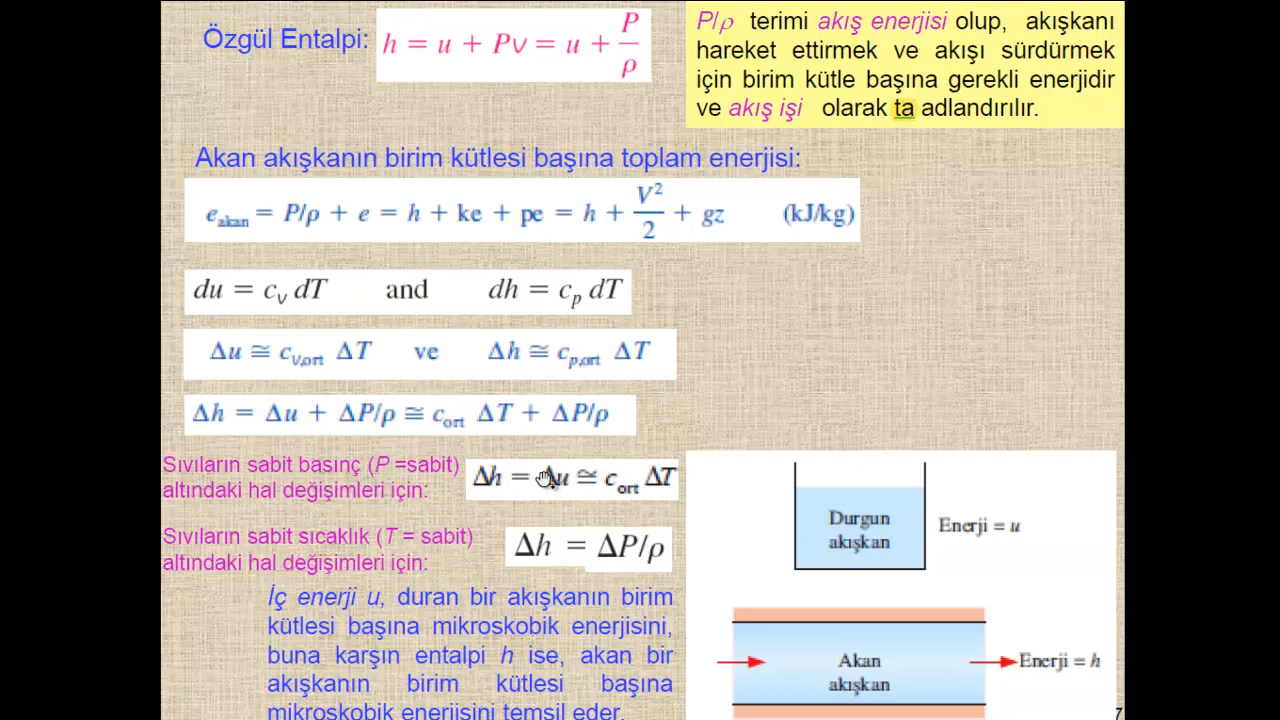 Özgül Entalpi: h = u + Pv = u + P/ρ
P/ρ terimi akış enerjisi olup, akışkanı
hareket ettirmek ve akışı sürdürmek
için birim kütle başına gerekli enerjidir
ve akış işi olarak ta adlandırılır.
Akan akışkanın birim kütlesi başına toplam enerjisi:
e_akan = P/ρ + e = h + ke + pe = h + V²/2 + gz (kJ/kg)
du = c_v dT and dh = c_p dT
Δu ≅ c_v,ort ΔT ve Δh ≅ c_p,ort ΔT
Δh = Δu + ΔP/ρ ≅ c_ort ΔT + ΔP/ρ
Sıvıların sabit basınç (P =sabit)
altındaki hal değişimleri için:
Δh = Δu ≅ c_ort ΔT
Sıvıların sabit sıcaklık (T = sabit)
altındaki hal değişimleri için:
Δh = ΔP/ρ
İç enerji u, duran bir akışkanın birim
kütlesi başına mikroskobik enerjisini,
buna karşın entalpi h ise, akan bir
akışkanın birim kütlesi başına
mikroskobik enerjisini temsil eder.
Durgun
akışkan
Enerji = u
Akan
akışkan
Enerji = h
7